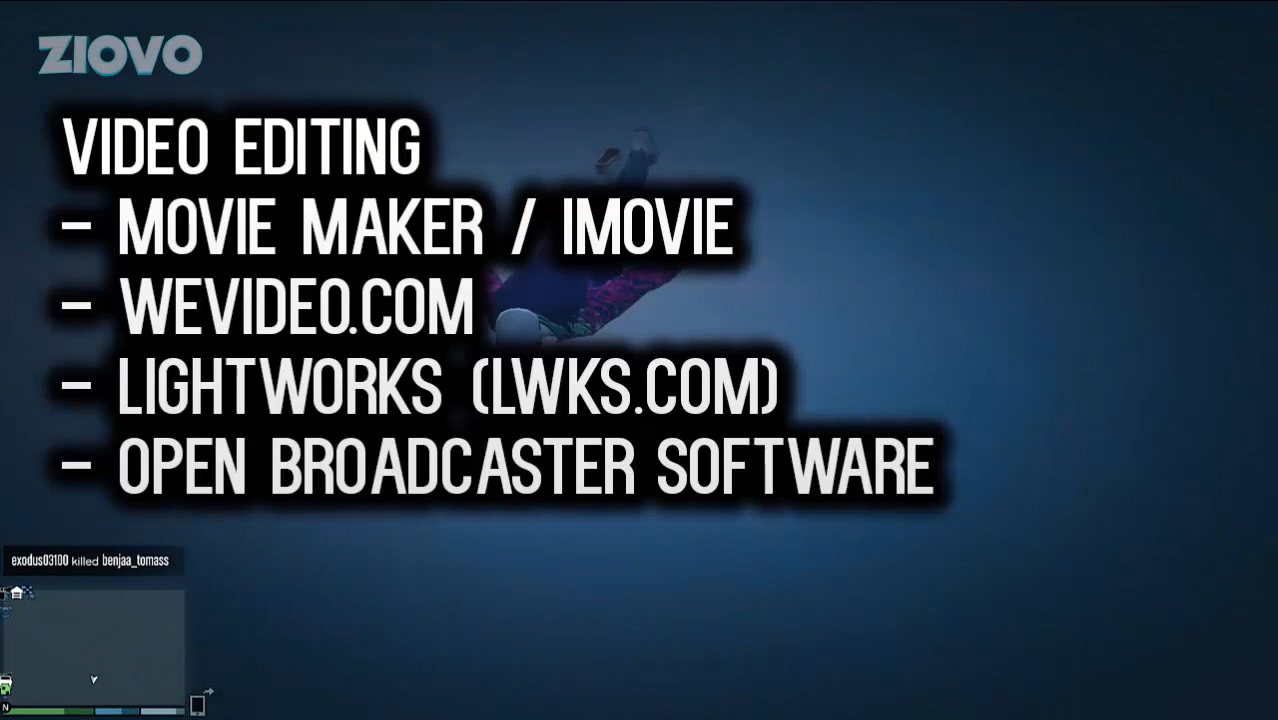 ZIOVO
VIDEO EDITING
- MOVIE MAKER / IMOVIE
- WEVIDEO.COM
- LIGHTWORKS (LWKS.COM)
- OPEN BROADCASTER SOFTWARE
exodus03100 killed benjaa_tomass
N